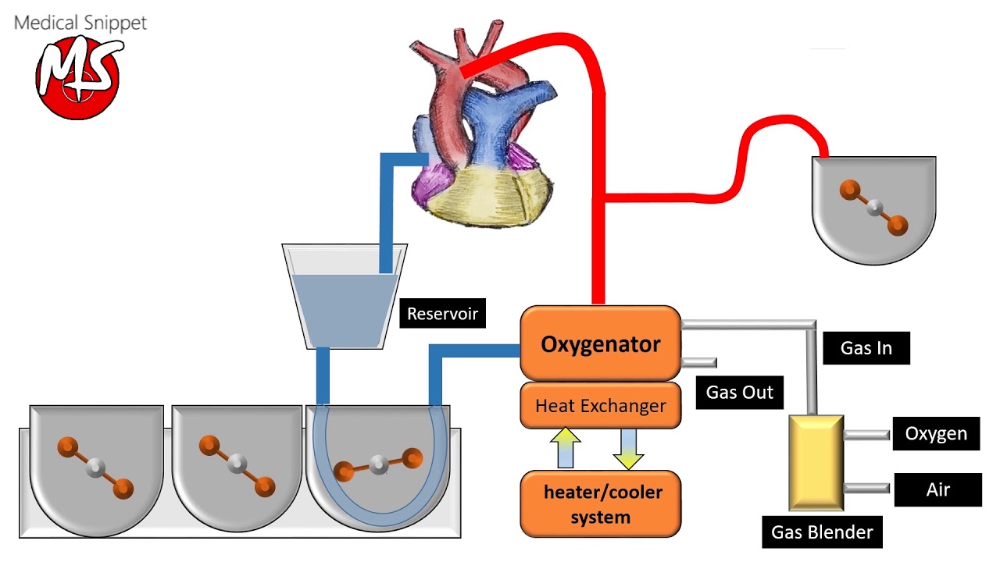 Medical Snippet
MS
Reservoir
Oxygenator
Gas In
Gas Out
Heat Exchanger
Oxygen
heater/cooler
system
Air
Gas Blender